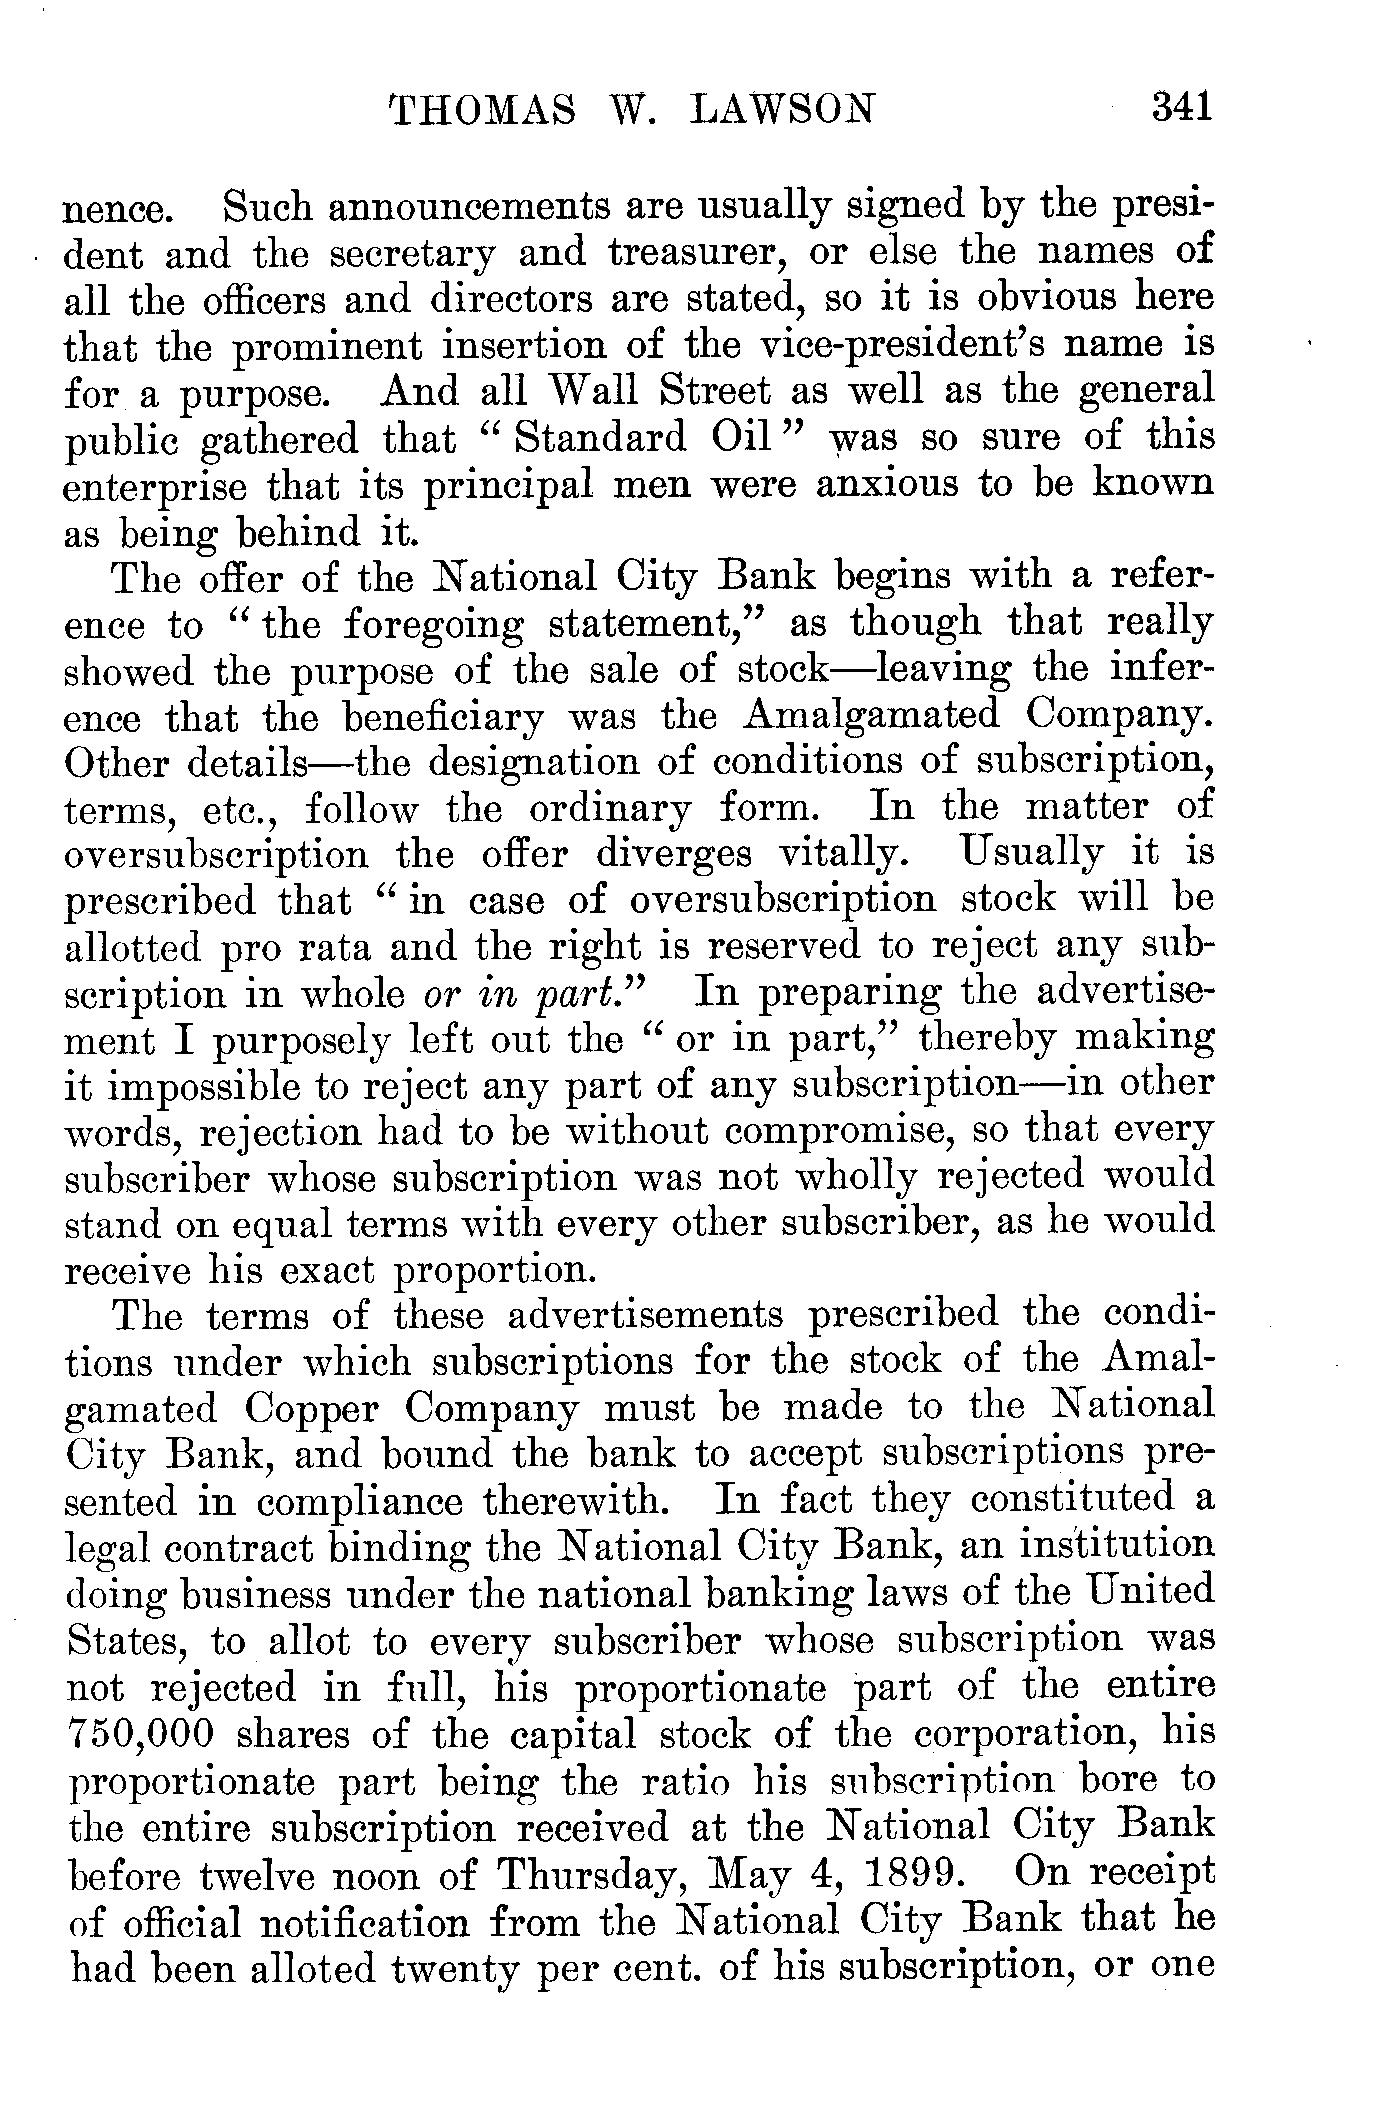 THOMAS W. LAWSON 341
nence. Such announcements are usually signed by the presi-
dent and the secretary and treasurer, or else the names of
all the officers and directors are stated, so it is obvious here
that the prominent insertion of the vice-president's name is
for a purpose. And all Wall Street as well as the general
public gathered that “ Standard Oil ” was so sure of this
enterprise that its principal men were anxious to be known
as being behind it.
The offer of the National City Bank begins with a refer-
ence to “ the foregoing statement,” as though that really
showed the purpose of the sale of stock—leaving the infer-
ence that the beneficiary was the Amalgamated Company.
Other details—the designation of conditions of subscription,
terms, etc., follow the ordinary form. In the matter of
oversubscription the offer diverges vitally. Usually it is
prescribed that “ in case of oversubscription stock will be
allotted pro rata and the right is reserved to reject any sub-
scription in whole or in part.” In preparing the advertise-
ment I purposely left out the “ or in part,” thereby making
it impossible to reject any part of any subscription—in other
words, rejection had to be without compromise, so that every
subscriber whose subscription was not wholly rejected would
stand on equal terms with every other subscriber, as he would
receive his exact proportion.
The terms of these advertisements prescribed the condi-
tions under which subscriptions for the stock of the Amal-
gamated Copper Company must be made to the National
City Bank, and bound the bank to accept subscriptions pre-
sented in compliance therewith. In fact they constituted a
legal contract binding the National City Bank, an institution
doing business under the national banking laws of the United
States, to allot to every subscriber whose subscription was
not rejected in full, his proportionate part of the entire
750,000 shares of the capital stock of the corporation, his
proportionate part being the ratio his subscription bore to
the entire subscription received at the National City Bank
before twelve noon of Thursday, May 4, 1899. On receipt
of official notification from the National City Bank that he
had been alloted twenty per cent. of his subscription, or one